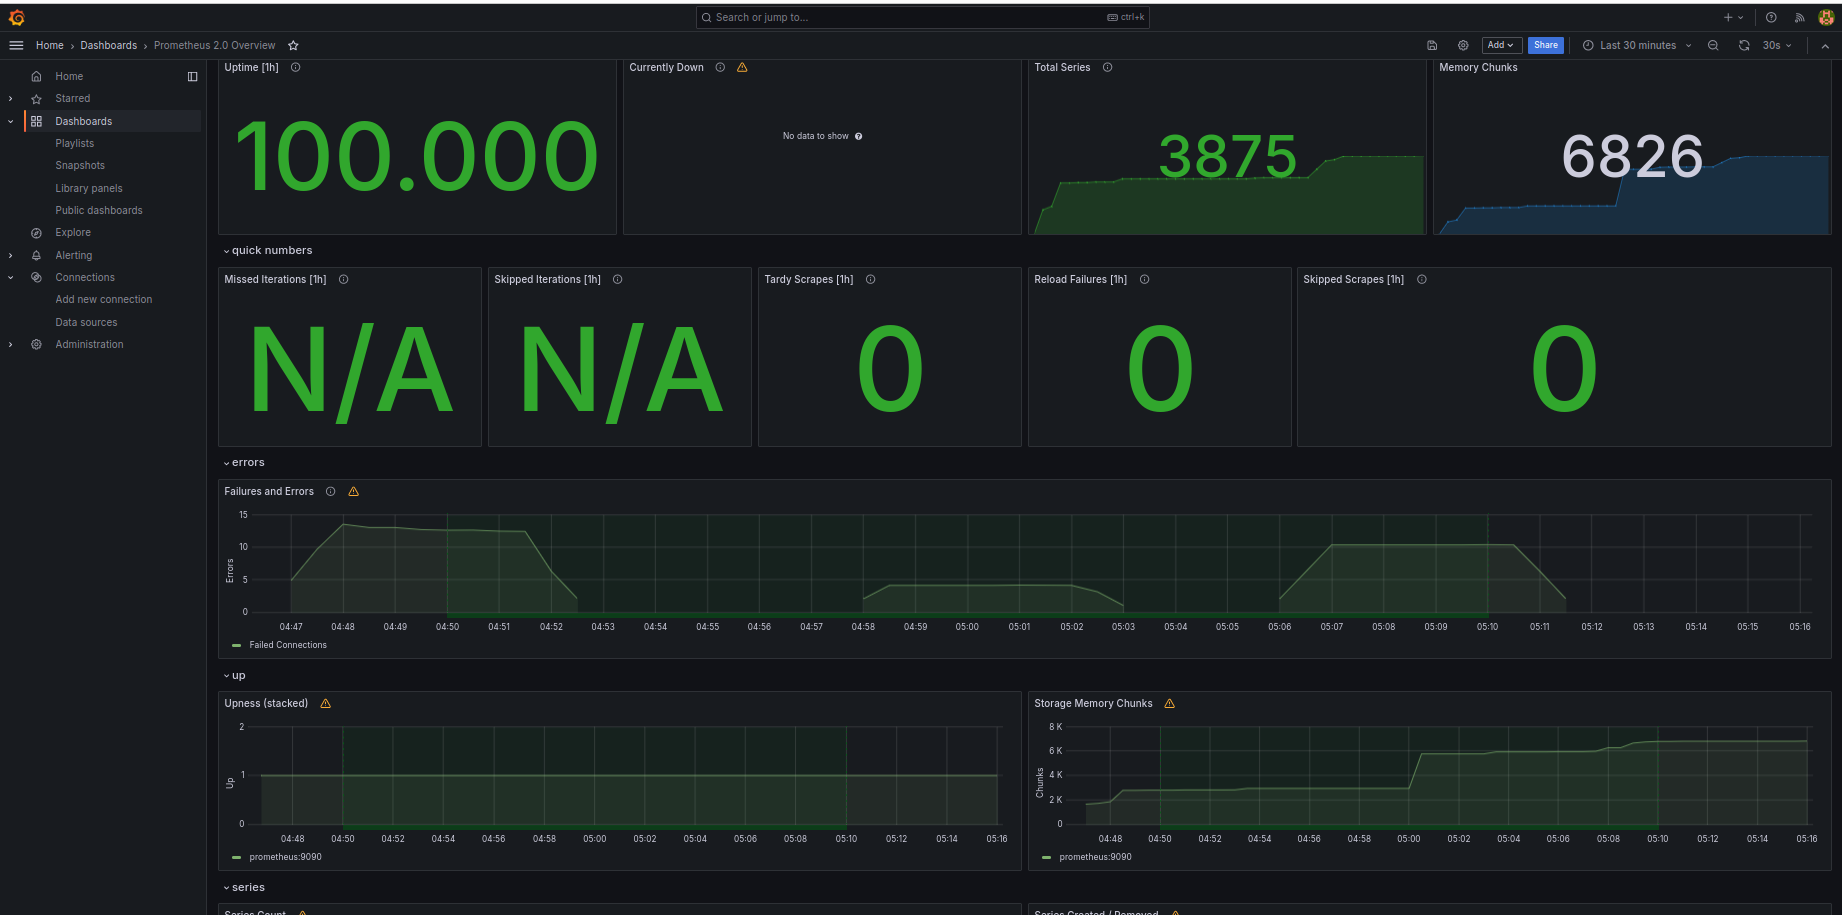 Search or jump to...
ctrl+k
Home › Dashboards › Prometheus 2.0 Overview
Add
Share
Last 30 minutes
30s
Home
Starred
Dashboards
Playlists
Snapshots
Library panels
Public dashboards
Explore
Alerting
Connections
Add new connection
Data sources
Administration
Uptime [1h]
100.000
Currently Down
No data to show
Total Series
3875
Memory Chunks
6826
quick numbers
Missed Iterations [1h]
N/A
Skipped Iterations [1h]
N/A
Tardy Scrapes [1h]
0
Reload Failures [1h]
0
Skipped Scrapes [1h]
0
errors
Failures and Errors
Errors
15
10
5
0
04:47 04:48 04:49 04:50 04:51 04:52 04:53 04:54 04:55 04:56 04:57 04:58 04:59 05:00 05:01 05:02 05:03 05:04 05:05 05:06 05:07 05:08 05:09 05:10 05:11 05:12 05:13 05:14 05:15 05:16
Failed Connections
up
Upness (stacked)
Up
2
1
0
04:48 04:50 04:52 04:54 04:56 04:58 05:00 05:02 05:04 05:06 05:08 05:10 05:12 05:14 05:16
prometheus:9090
Storage Memory Chunks
Chunks
8 K
6 K
4 K
2 K
0
04:48 04:50 04:52 04:54 04:56 04:58 05:00 05:02 05:04 05:06 05:08 05:10 05:12 05:14 05:16
prometheus:9090
series
Series Count
Series Created / Removed